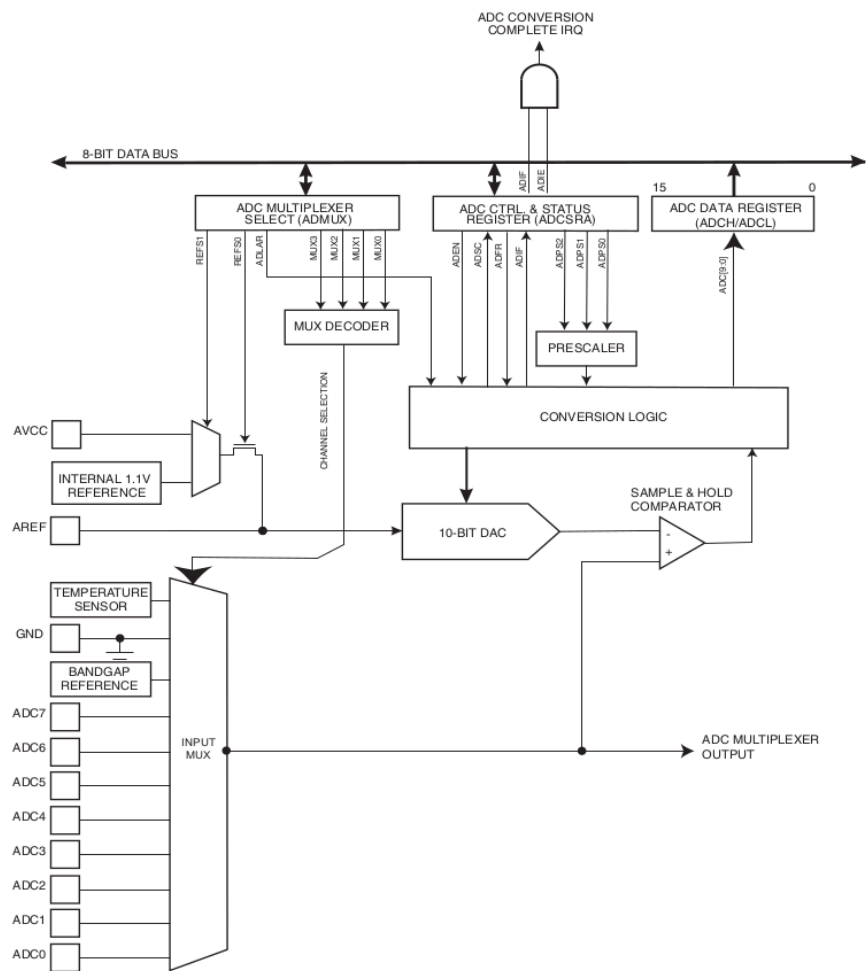 ADC CONVERSION
COMPLETE IRQ
8-BIT DATA BUS
ADIF
ADIE
15
0
ADC MULTIPLEXER
SELECT (ADMUX)
ADC CTRL. & STATUS
REGISTER (ADCSRA)
ADC DATA REGISTER
(ADCH/ADCL)
REFS1
REFS0
ADLAR
MUX3
MUX2
MUX1
MUX0
ADEN
ADSC
ADFR
ADIF
ADPS2
ADPS1
ADPS0
ADC[9:0]
MUX DECODER
PRESCALER
CHANNEL SELECTION
CONVERSION LOGIC
AVCC
INTERNAL 1.1V
REFERENCE
SAMPLE & HOLD
COMPARATOR
AREF
10-BIT DAC
-
+
TEMPERATURE
SENSOR
GND
BANDGAP
REFERENCE
ADC7
ADC6
ADC5
ADC4
ADC3
ADC2
ADC1
ADC0
INPUT
MUX
ADC MULTIPLEXER
OUTPUT